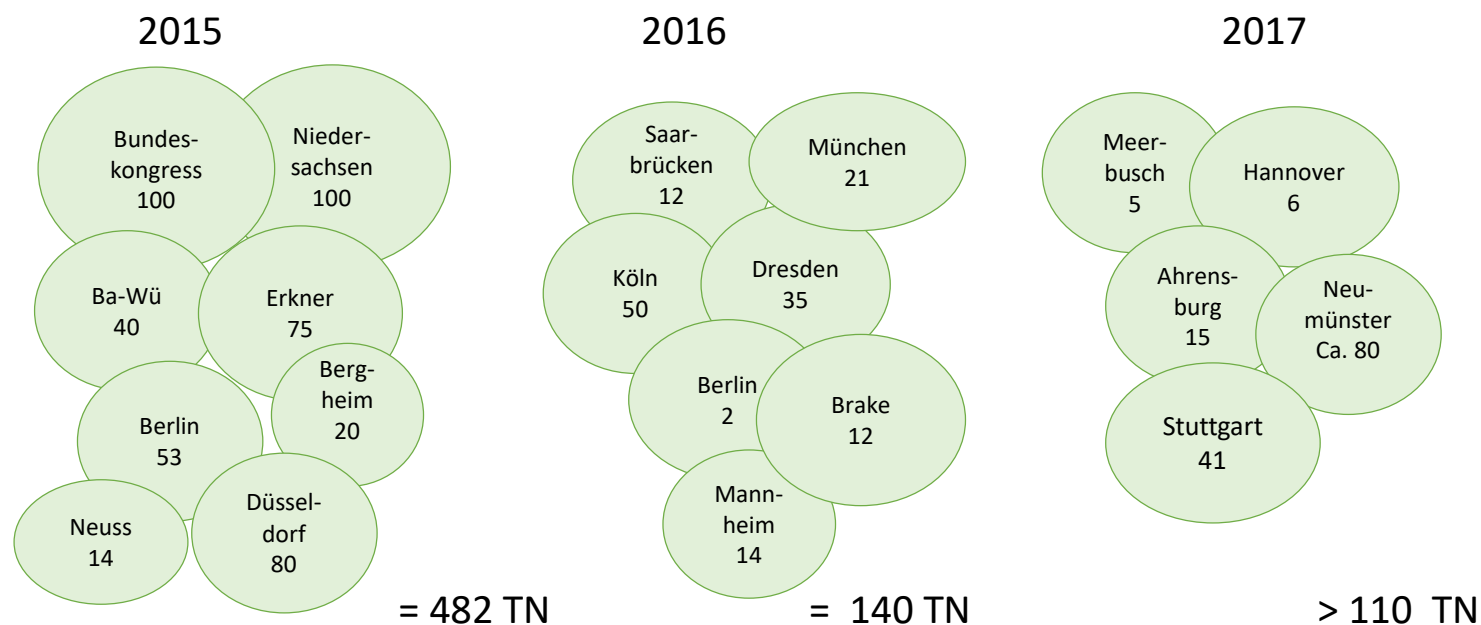 2015
Bundes-
kongress
100
Nieder-
sachsen
100
Ba-Wü
40
Erkner
75
Berg-
heim
20
Berlin
53
Neuss
14
Düssel-
dorf
80
= 482 TN
2016
Saar-
brücken
12
München
21
Köln
50
Dresden
35
Berlin
2
Brake
12
Mann-
heim
14
= 140 TN
2017
Meer-
busch
5
Hannover
6
Ahrens-
burg
15
Neu-
münster
Ca. 80
Stuttgart
41
> 110 TN